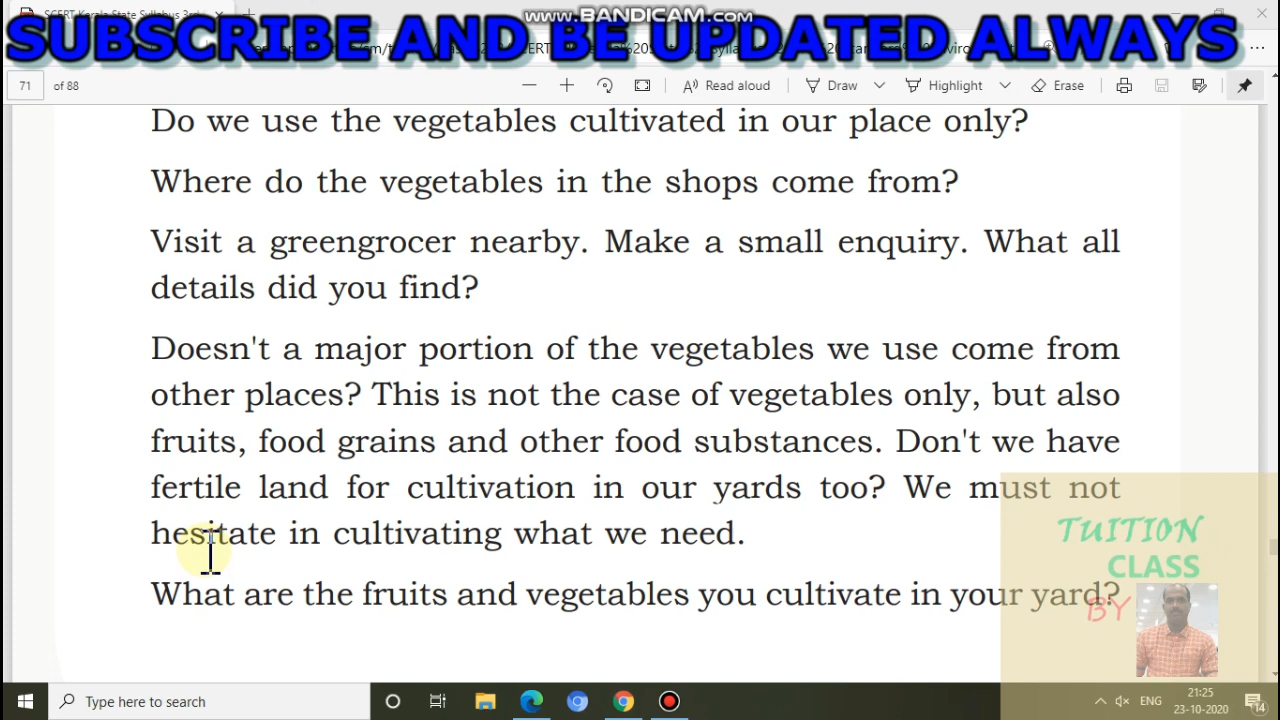 SCERT Kerala State Syllabus 3rd
www.BANDICAM.com
SUBSCRIBE AND BE UPDATED ALWAYS
71 of 88 Read aloud Draw Highlight Erase
Do we use the vegetables cultivated in our place only?
Where do the vegetables in the shops come from?
Visit a greengrocer nearby. Make a small enquiry. What all
details did you find?
Doesn't a major portion of the vegetables we use come from
other places? This is not the case of vegetables only, but also
fruits, food grains and other food substances. Don't we have
fertile land for cultivation in our yards too? We must not
hesitate in cultivating what we need.
What are the fruits and vegetables you cultivate in your yard?
TUITION
CLASS
BY
Type here to search
ENG
21:25
23-10-2020
14